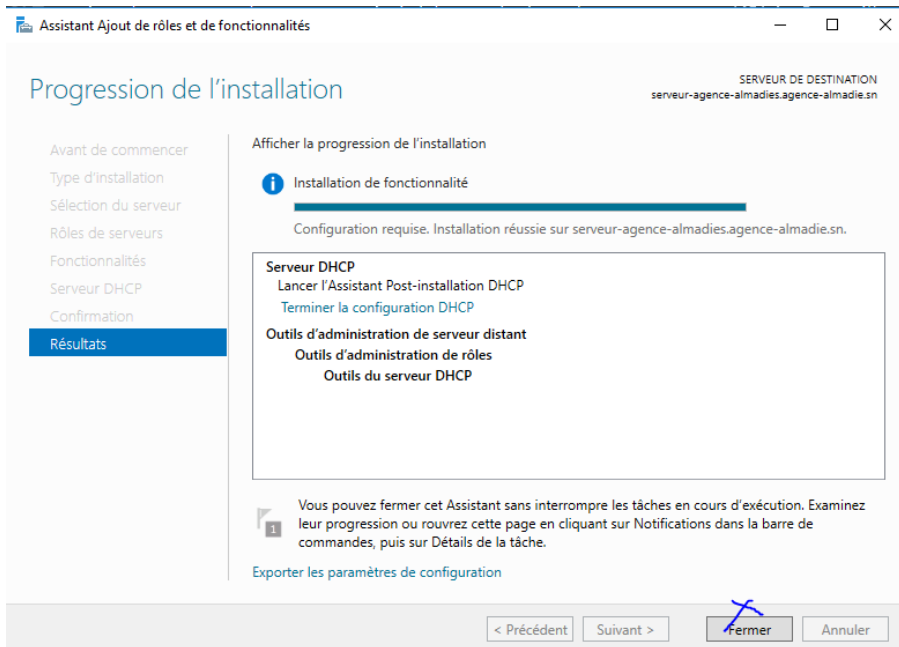 Assistant Ajout de rôles et de fonctionnalités
Progression de l'installation
SERVEUR DE DESTINATION
serveur-agence-almadies.agence-almadie.sn
Avant de commencer
Type d'installation
Sélection du serveur
Rôles de serveurs
Fonctionnalités
Serveur DHCP
Confirmation
Résultats
Afficher la progression de l'installation
Installation de fonctionnalité
Configuration requise. Installation réussie sur serveur-agence-almadies.agence-almadie.sn.
Serveur DHCP
Lancer l'Assistant Post-installation DHCP
Terminer la configuration DHCP
Outils d'administration de serveur distant
Outils d'administration de rôles
Outils du serveur DHCP
1
Vous pouvez fermer cet Assistant sans interrompre les tâches en cours d'exécution. Examinez
leur progression ou rouvrez cette page en cliquant sur Notifications dans la barre de
commandes, puis sur Détails de la tâche.
Exporter les paramètres de configuration
< Précédent
Suivant >
Fermer
Annuler